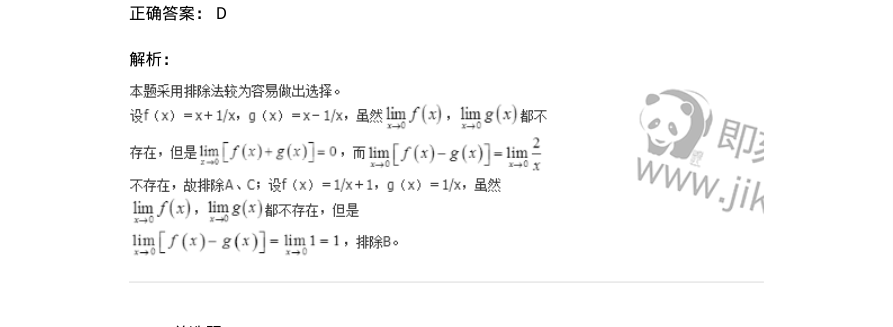 正确答案： D
解析：
本题采用排除法较为容易做出选择。
设f（x）=x+1/x，g（x）=x-1/x，虽然 lim_{x→0} f(x)，lim_{x→0} g(x) 都不
存在，但是 lim_{x→0} [f(x)+g(x)]=0，而 lim_{x→0} [f(x)-g(x)]=lim_{x→0} 2/x
不存在，故排除A、C；设f（x）=1/x+1，g（x）=1/x，虽然
lim_{x→0} f(x)，lim_{x→0} g(x) 都不存在，但是
lim_{x→0} [f(x)-g(x)]=lim_{x→0} 1=1，排除B。
即
www.jik